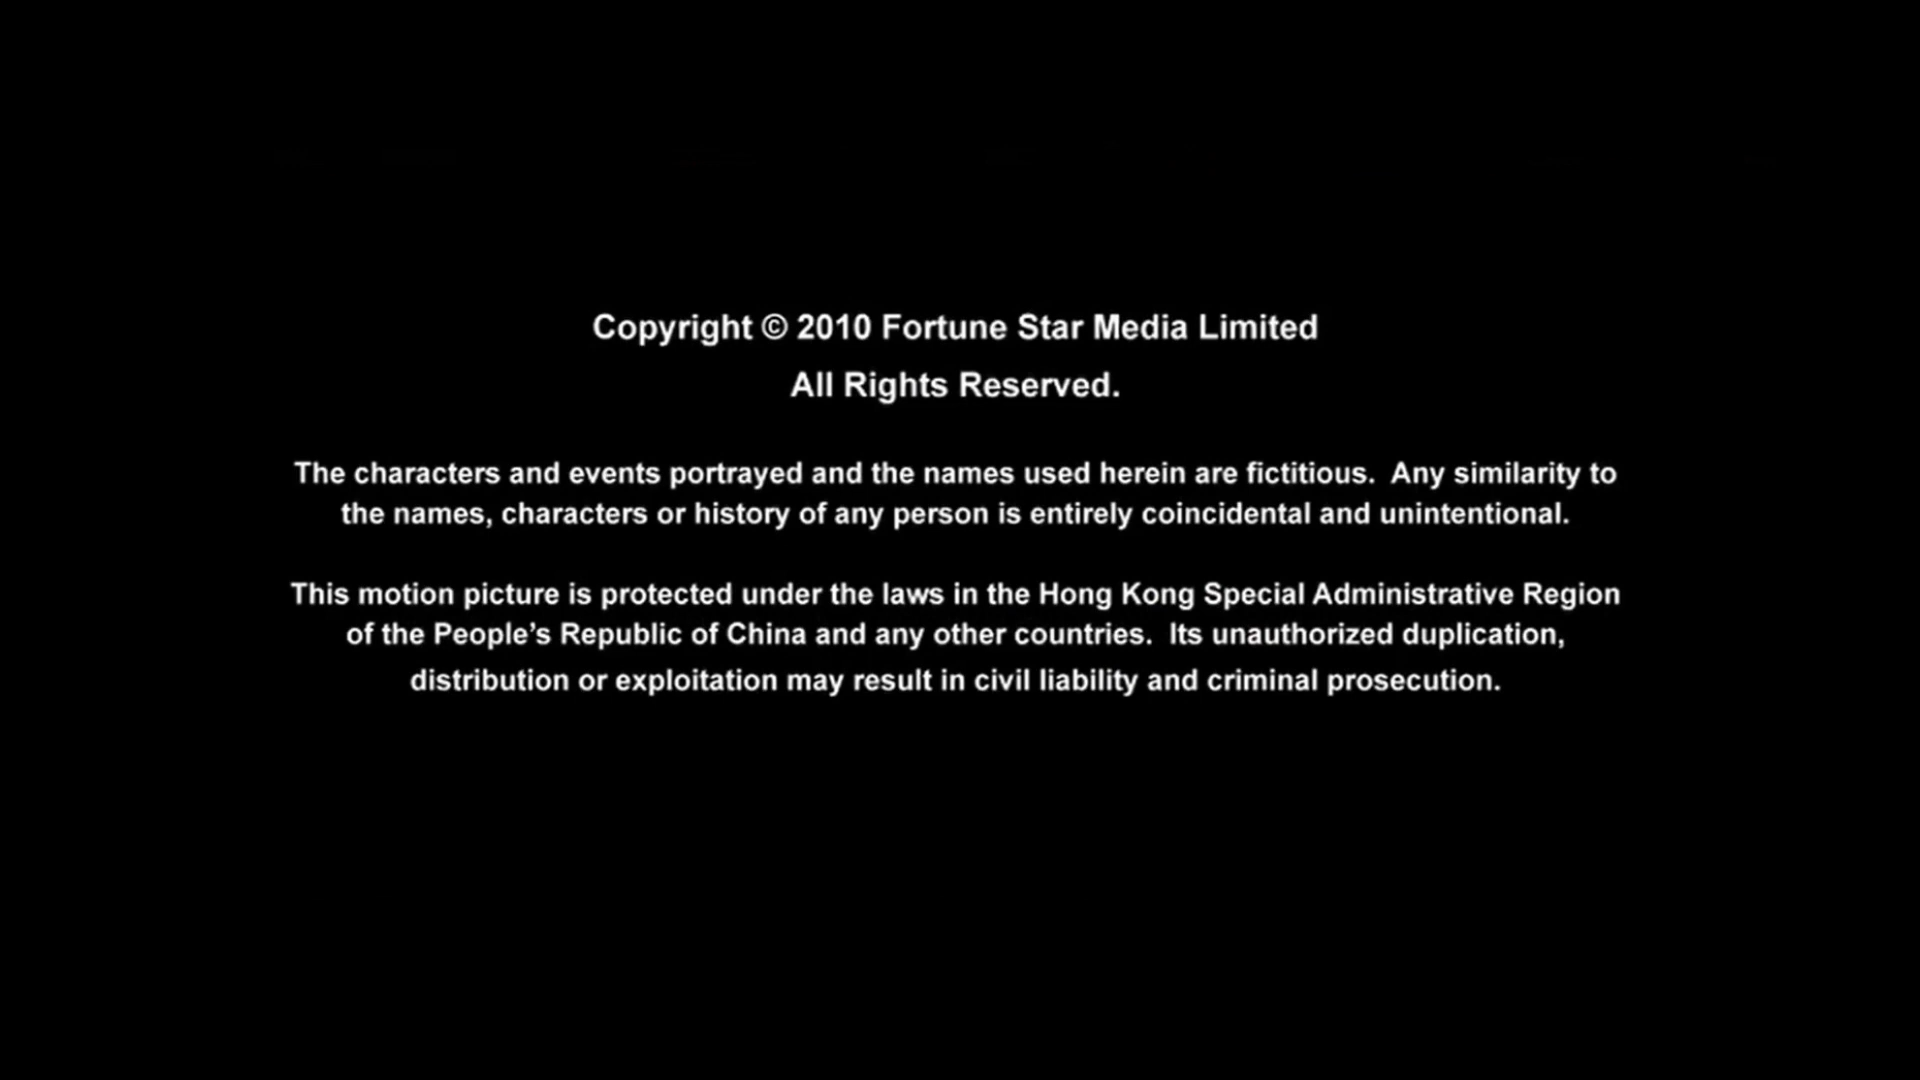 Copyright © 2010 Fortune Star Media Limited
All Rights Reserved.
The characters and events portrayed and the names used herein are fictitious.  Any similarity to
the names, characters or history of any person is entirely coincidental and unintentional.
This motion picture is protected under the laws in the Hong Kong Special Administrative Region
of the People’s Republic of China and any other countries.  Its unauthorized duplication,
distribution or exploitation may result in civil liability and criminal prosecution.